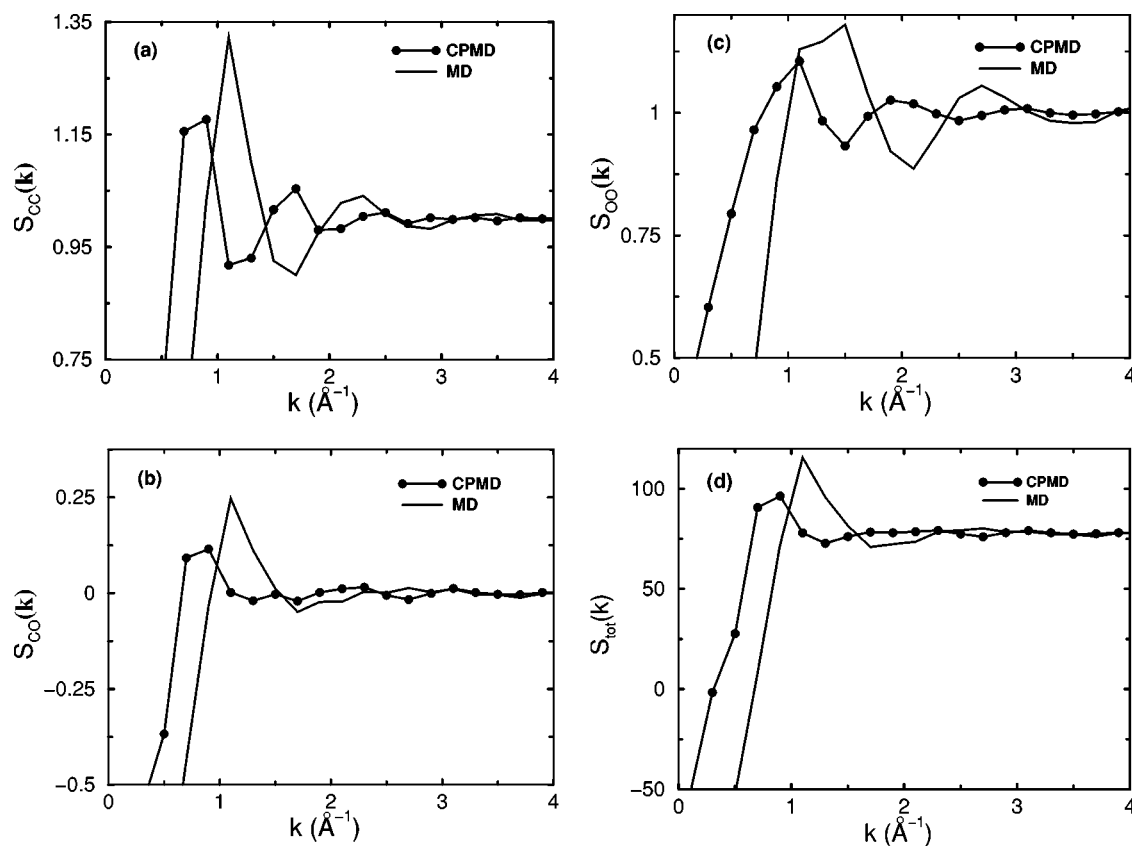 (a)
CPMD
MD
1.35
1.15
0.95
0.75
S_CC(k)
0 1 2 3 4
k (Å⁻¹)
(c)
CPMD
MD
1
0.75
0.5
S_OO(k)
0 1 2 3 4
k (Å⁻¹)
(b)
CPMD
MD
0.25
0
−0.25
−0.5
S_CO(k)
0 1 2 3 4
k (Å⁻¹)
(d)
CPMD
MD
100
50
0
−50
S_tot(k)
0 1 2 3 4
k (Å⁻¹)